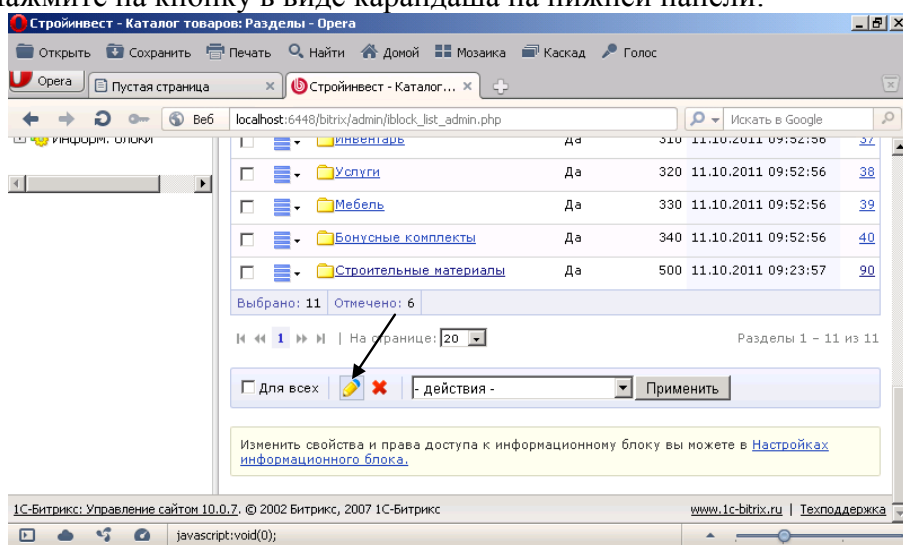 нажмите на кнопку в виде карандаша на нижней панели.
Стройинвест - Каталог товаров: Разделы - Opera
Открыть Сохранить Печать Найти Домой Мозаика Каскад Голос
Opera Пустая страница Стройинвест - Каталог...
Веб localhost:6448/bitrix/admin/iblock_list_admin.php Искать в Google
Информ. блоки
Инвентарь Да 310 11.10.2011 09:52:56 37
Услуги Да 320 11.10.2011 09:52:56 38
Мебель Да 330 11.10.2011 09:52:56 39
Бонусные комплекты Да 340 11.10.2011 09:52:56 40
Строительные материалы Да 500 11.10.2011 09:23:57 90
Выбрано: 11 Отмечено: 6
1 | На странице: 20 Разделы 1 – 11 из 11
Для всех - действия - Применить
Изменить свойства и права доступа к информационному блоку вы можете в Настройках
информационного блока.
1С-Битрикс: Управление сайтом 10.0.7. © 2002 Битрикс, 2007 1С-Битрикс www.1c-bitrix.ru | Техподдержка
javascript:void(0);